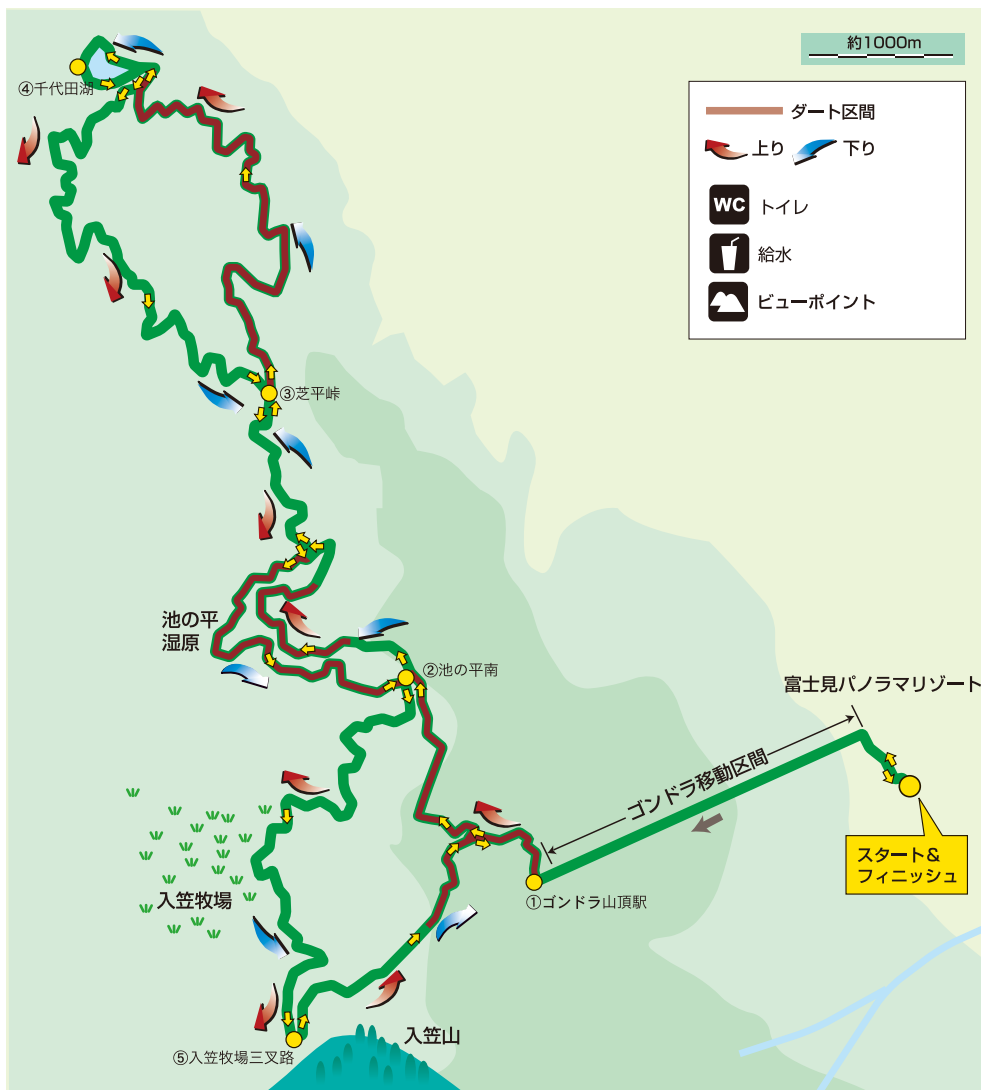 約1000m
ダート区間
上り
下り
WC
トイレ
給水
ビューポイント
④千代田湖
③芝平峠
池の平
湿原
②池の平南
富士見パノラマリゾート
ゴンドラ移動区間
スタート&
フィニッシュ
①ゴンドラ山頂駅
入笠牧場
入笠山
⑤入笠牧場三叉路